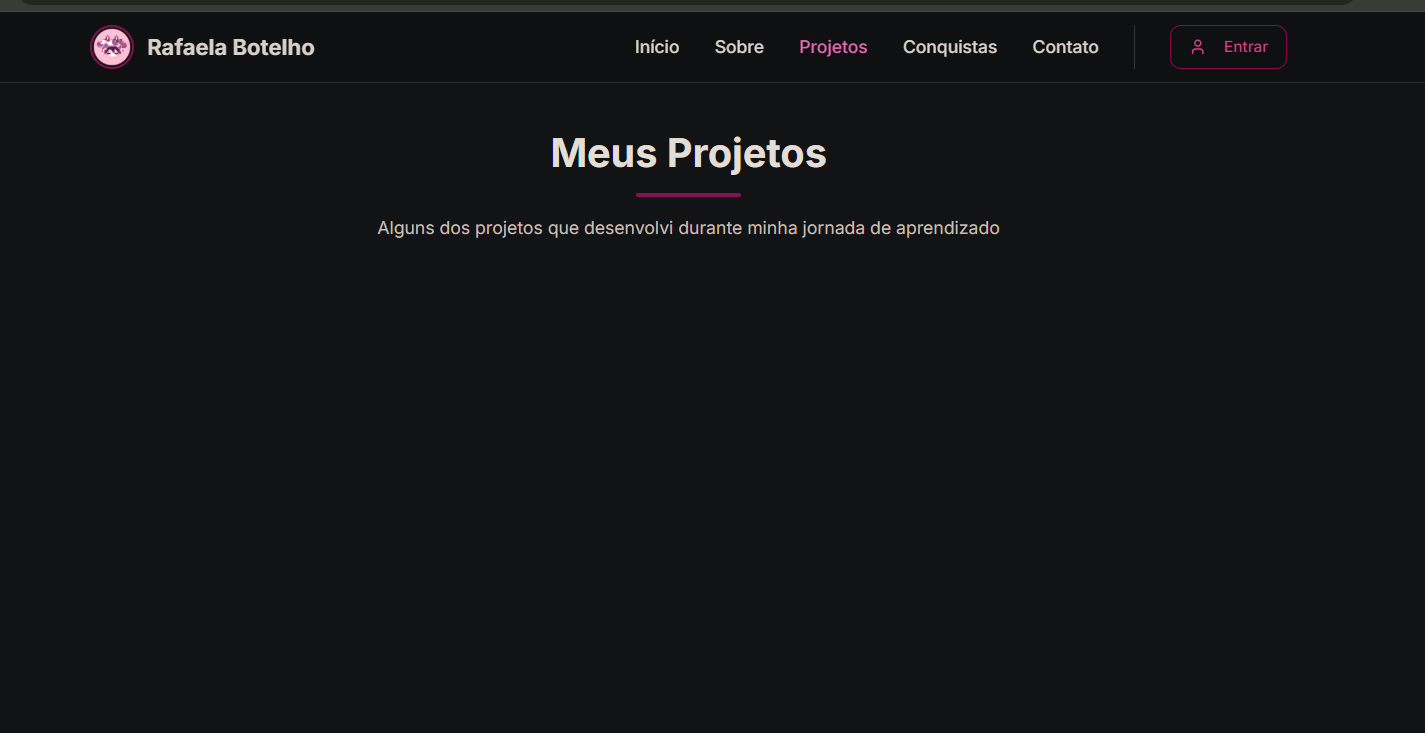 Rafaela Botelho
Início Sobre Projetos Conquistas Contato Entrar
Meus Projetos
Alguns dos projetos que desenvolvi durante minha jornada de aprendizado